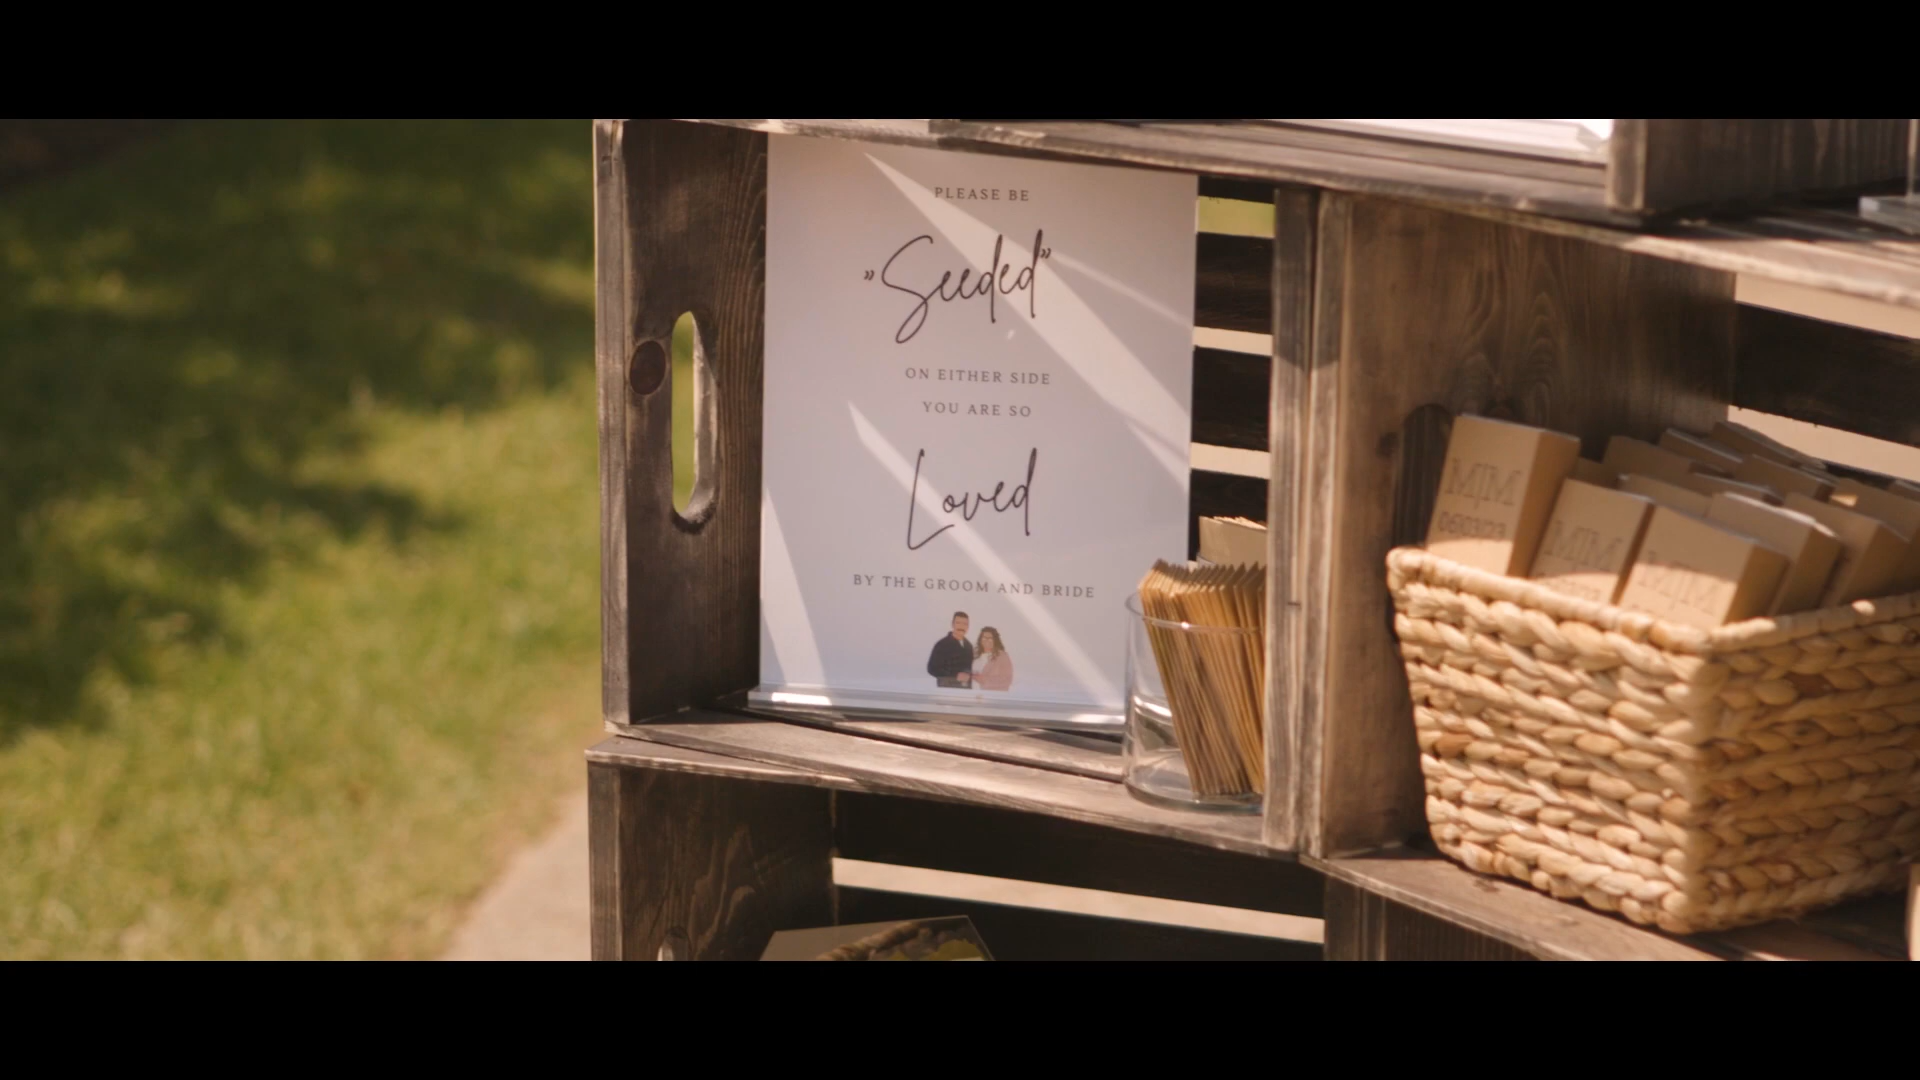 PLEASE BE
"Seeded"
ON EITHER SIDE
YOU ARE SO
Loved
BY THE GROOM AND BRIDE
M|M
M|M
M|M